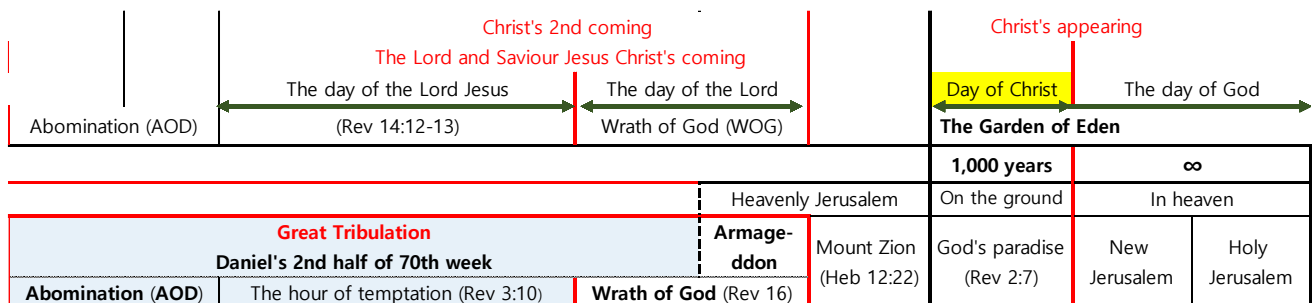 Christ's 2nd coming
Christ's appearing
The Lord and Saviour Jesus Christ's coming
The day of the Lord Jesus
The day of the Lord
Day of Christ
The day of God
Abomination (AOD)
(Rev 14:12-13)
Wrath of God (WOG)
The Garden of Eden
1,000 years
∞
Heavenly Jerusalem
On the ground
In heaven
Great Tribulation
Daniel's 2nd half of 70th week
Armage-
ddon
Mount Zion
(Heb 12:22)
God's paradise
(Rev 2:7)
New
Jerusalem
Holy
Jerusalem
Abomination (AOD)
The hour of temptation (Rev 3:10)
Wrath of God (Rev 16)